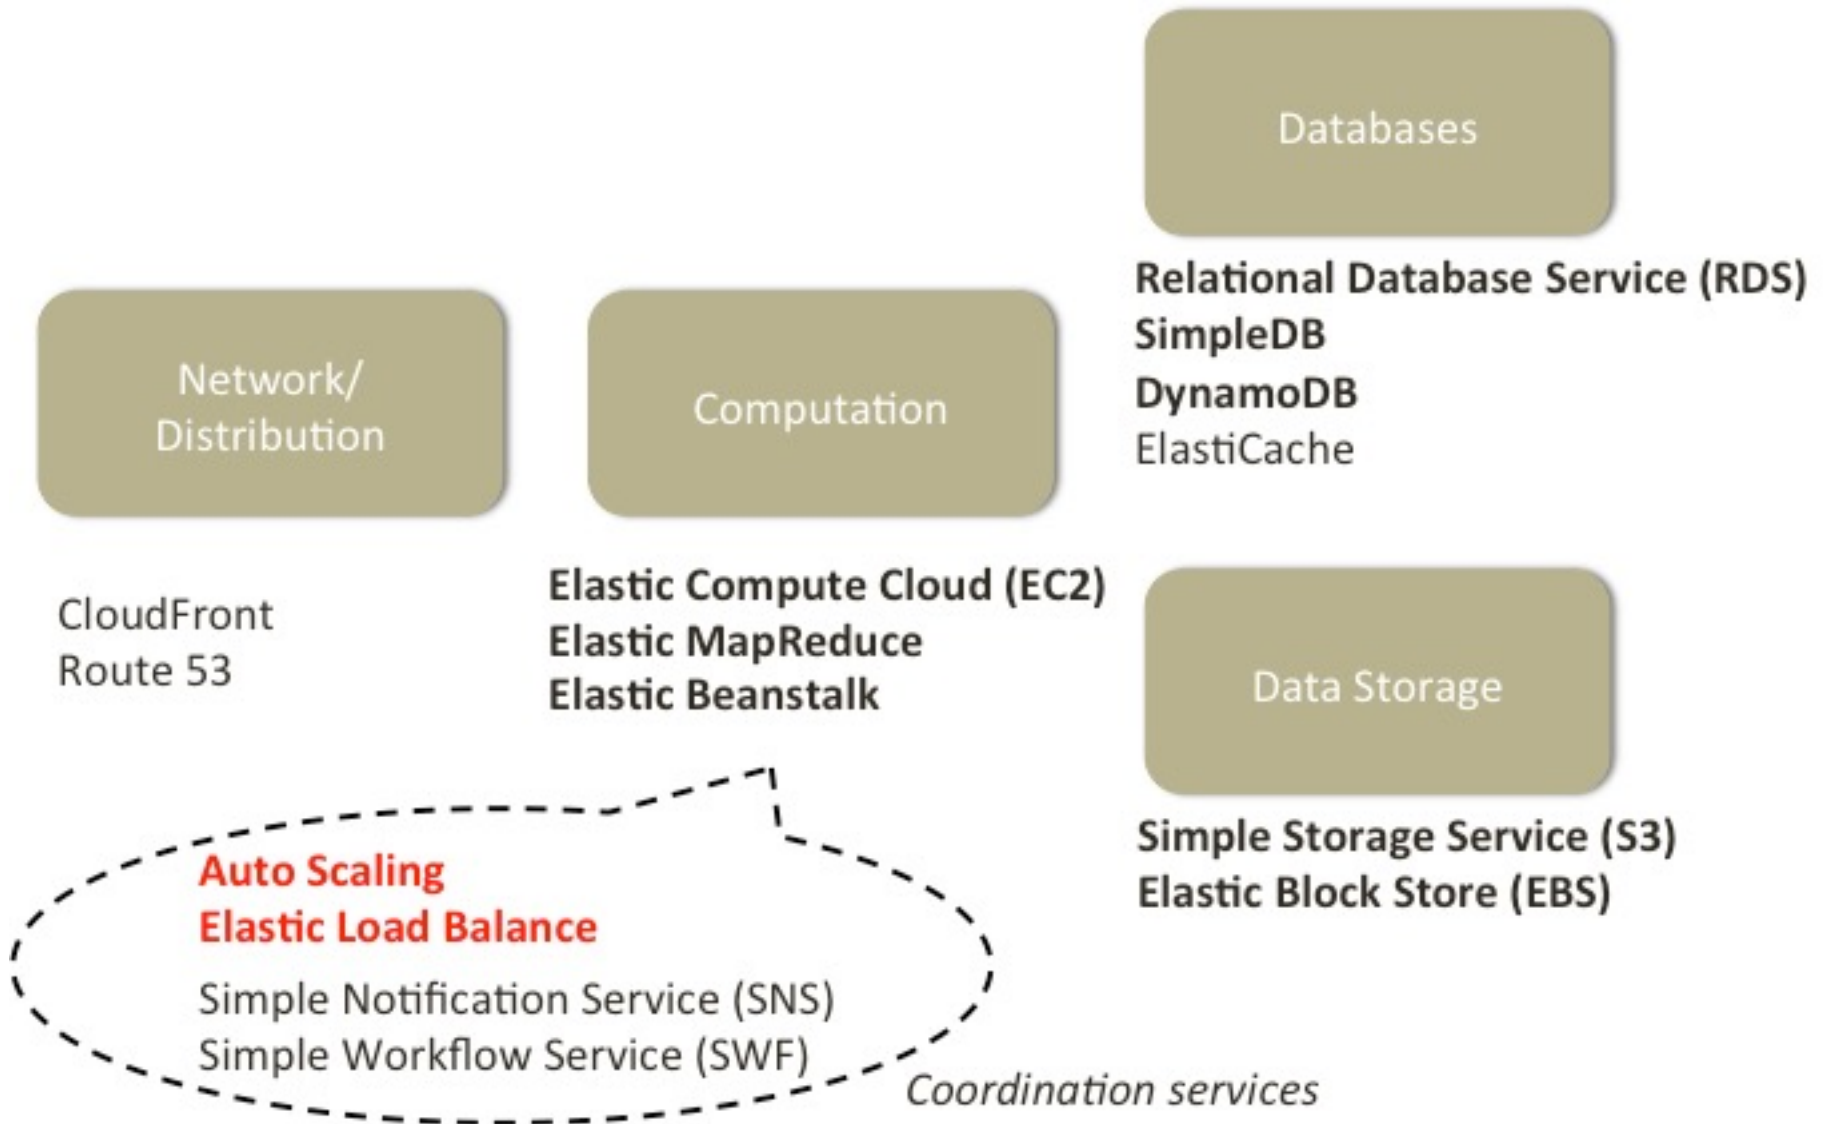 Databases
Relational Database Service (RDS)
SimpleDB
DynamoDB
ElastiCache
Network/
Distribution
CloudFront
Route 53
Computation
Elastic Compute Cloud (EC2)
Elastic MapReduce
Elastic Beanstalk
Data Storage
Simple Storage Service (S3)
Elastic Block Store (EBS)
Auto Scaling
Elastic Load Balance
Simple Notification Service (SNS)
Simple Workflow Service (SWF)
Coordination services